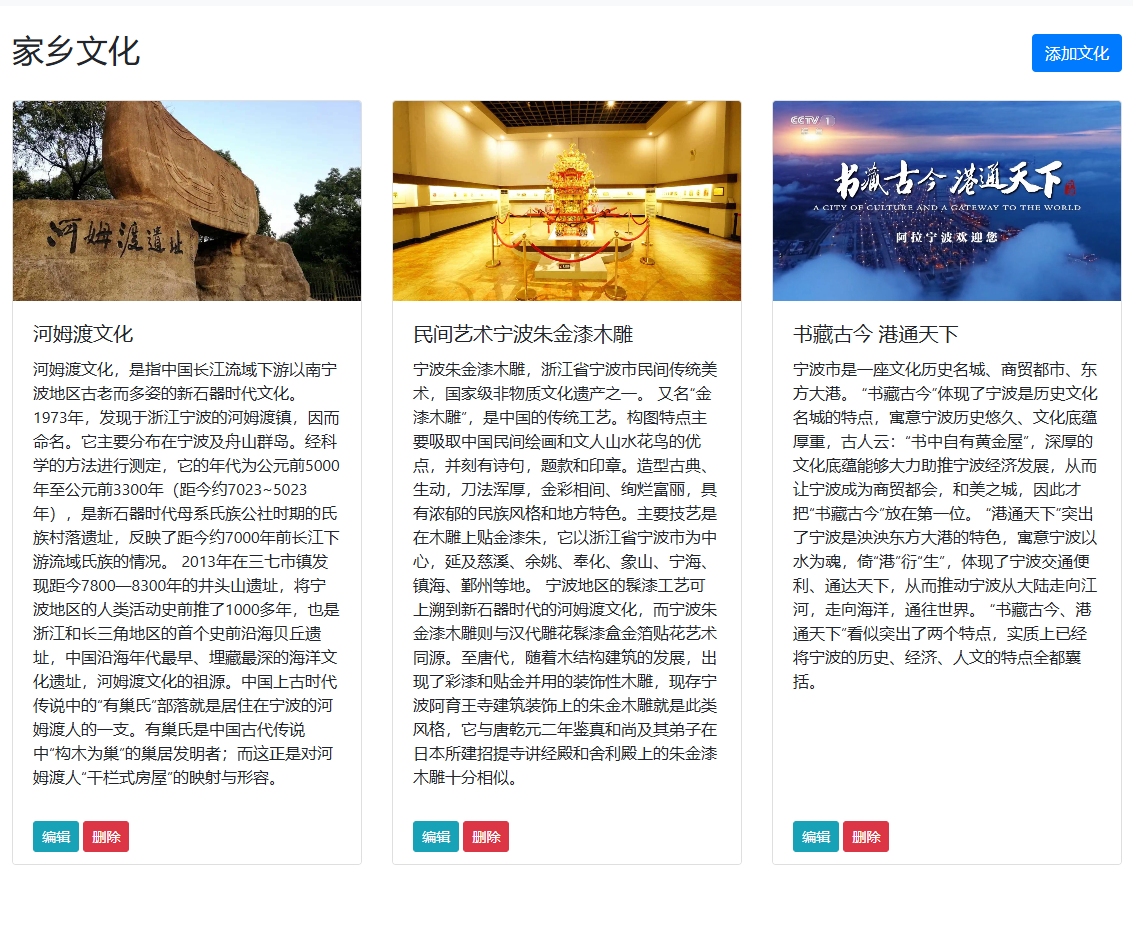 家乡文化
添加文化
河姆渡遗址
CCTV 1
书藏古今 港通天下
A CITY OF CULTURE AND A GATEWAY TO THE WORLD
阿拉宁波欢迎您
河姆渡文化
河姆渡文化，是指中国长江流域下游以南宁
波地区古老而多姿的新石器时代文化。
1973年，发现于浙江宁波的河姆渡镇，因而
命名。它主要分布在宁波及舟山群岛。经科
学的方法进行测定，它的年代为公元前5000
年至公元前3300年（距今约7023~5023
年），是新石器时代母系氏族公社时期的氏
族村落遗址，反映了距今约7000年前长江下
游流域氏族的情况。 2013年在三七市镇发
现距今7800—8300年的井头山遗址，将宁
波地区的人类活动史前推了1000多年，也是
浙江和长三角地区的首个史前沿海贝丘遗
址，中国沿海年代最早、埋藏最深的海洋文
化遗址，河姆渡文化的祖源。中国上古时代
传说中的“有巢氏”部落就是居住在宁波的河
姆渡人的一支。有巢氏是中国古代传说
中“构木为巢”的巢居发明者；而这正是对河
姆渡人“干栏式房屋”的映射与形容。
编辑 删除
民间艺术宁波朱金漆木雕
宁波朱金漆木雕，浙江省宁波市民间传统美
术，国家级非物质文化遗产之一。 又名“金
漆木雕”，是中国的传统工艺。构图特点主
要吸取中国民间绘画和文人山水花鸟的优
点，并刻有诗句，题款和印章。造型古典、
生动，刀法浑厚，金彩相间、绚烂富丽，具
有浓郁的民族风格和地方特色。主要技艺是
在木雕上贴金漆朱，它以浙江省宁波市为中
心，延及慈溪、余姚、奉化、象山、宁海、
镇海、鄞州等地。 宁波地区的髹漆工艺可
上溯到新石器时代的河姆渡文化，而宁波朱
金漆木雕则与汉代雕花髹漆盒金箔贴花艺术
同源。至唐代，随着木结构建筑的发展，出
现了彩漆和贴金并用的装饰性木雕，现存宁
波阿育王寺建筑装饰上的朱金木雕就是此类
风格，它与唐乾元二年鉴真和尚及其弟子在
日本所建招提寺讲经殿和舍利殿上的朱金漆
木雕十分相似。
编辑 删除
书藏古今 港通天下
宁波市是一座文化历史名城、商贸都市、东
方大港。 “书藏古今”体现了宁波是历史文化
名城的特点，寓意宁波历史悠久、文化底蕴
厚重，古人云：“书中自有黄金屋”，深厚的
文化底蕴能够大力助推宁波经济发展，从而
让宁波成为商贸都会，和美之城，因此才
把“书藏古今”放在第一位。 “港通天下”突出
了宁波是泱泱东方大港的特色，寓意宁波以
水为魂，倚“港”衍“生”，体现了宁波交通便
利、通达天下，从而推动宁波从大陆走向江
河，走向海洋，通往世界。 “书藏古今、港
通天下”看似突出了两个特点，实质上已经
将宁波的历史、经济、人文的特点全都囊
括。
编辑 删除